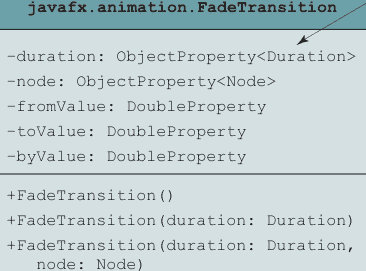 javafx.animation.FadeTransition
-duration: ObjectProperty<Duration>
-node: ObjectProperty<Node>
-fromValue: DoubleProperty
-toValue: DoubleProperty
-byValue: DoubleProperty
+FadeTransition()
+FadeTransition(duration: Duration)
+FadeTransition(duration: Duration,
node: Node)